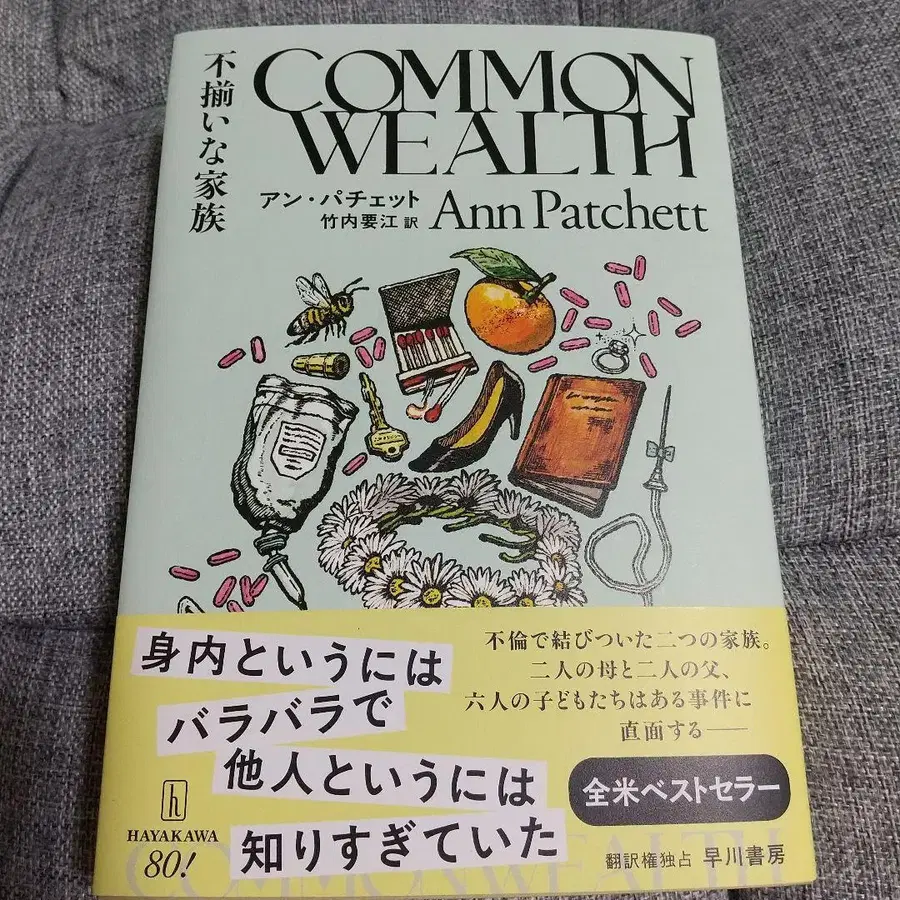 不揃いな家族
COMMON
WEALTH
アン・パチェット
竹内要江 訳
Ann Patchett
身内というには
バラバラで
他人というには
知りすぎていた
不倫で結びついた二つの家族。
二人の母と二人の父、
六人の子どもたちはある事件に
直面する——
全米ベストセラー
h
HAYAKAWA
80!
翻訳権独占 早川書房
COMMONWEALTH